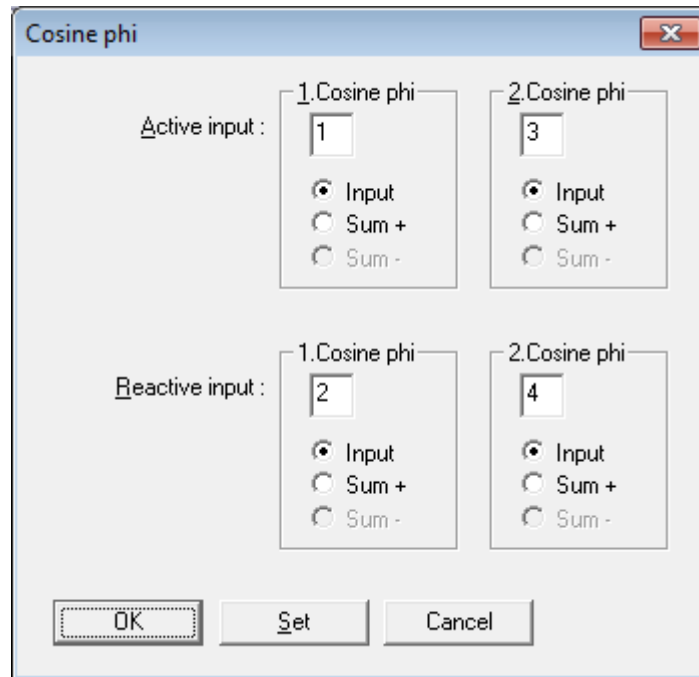 Cosine phi
1.Cosine phi 2.Cosine phi
Active input : 1 3
Input Input
Sum + Sum +
Sum - Sum -
1.Cosine phi 2.Cosine phi
Reactive input : 2 4
Input Input
Sum + Sum +
Sum - Sum -
OK Set Cancel